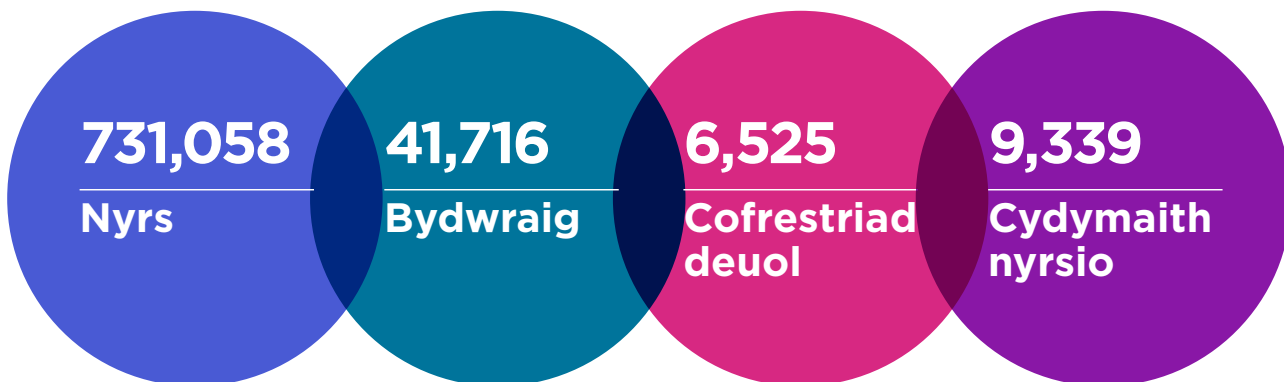 731,058
Nyrs
41,716
Bydwraig
6,525
Cofrestriad
deuol
9,339
Cydymaith
nyrsio